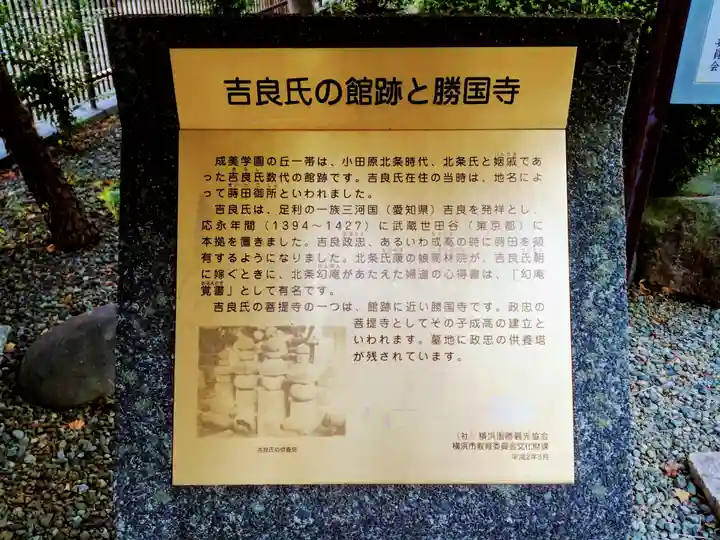 吉良氏の館跡と勝国寺
成美学園の丘一帯は、小田原北条時代、北条氏と姻戚であ
った吉良氏数代の館跡です。吉良氏在住の当時は、地名によ
って蒔田御所といわれました。
吉良氏は、足利の一族三河国（愛知県）吉良を発祥とし、
応永年間（1394〜1427）に武蔵世田谷（東京都）に
本拠を置きました。吉良政忠、あるいわ成高の時に蒔田を領
有するようになりました。北条氏康の娘 が、吉良氏朝
に嫁ぐときに、北条幻庵があたえた婦道の心得書は、「幻庵
覚書」として有名です。
吉良氏の菩提寺の一つは、館跡に近い勝国寺です。政忠の
菩提寺としてその子成高の建立と
いわれます。墓地に政忠の供養塔
が残されています。
吉良氏の供養塔
（社）横浜国際観光協会
横浜市教育委員会文化財課
平成2年3月